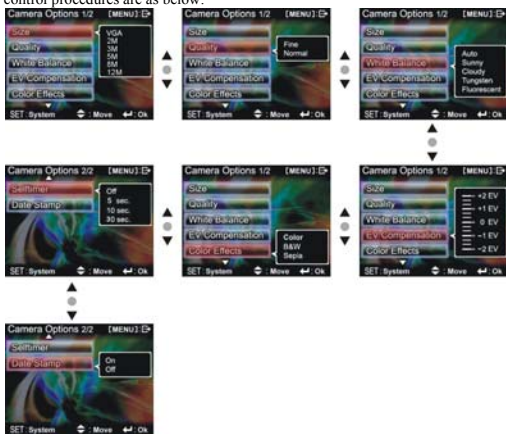 control procedures are as below:
Camera Options 1/2 [MENU]:
Size
Quality
White Balance
EV Compensation
Color Effects
VGA
2M
3M
5M
8M
12M
SET: System : Move : Ok
Camera Options 1/2 [MENU]:
Size
Quality
White Balance
EV Compensation
Color Effects
Fine
Normal
SET: System : Move : Ok
Camera Options 1/2 [MENU]:
Size
Quality
White Balance
EV Compensation
Color Effects
Auto
Sunny
Cloudy
Tungsten
Fluorescent
SET: System : Move : Ok
Camera Options 2/2 [MENU]:
Selftimer
Date Stamp
Off
5 sec.
10 sec.
30 sec.
SET: System : Move : Ok
Camera Options 1/2 [MENU]:
Size
Quality
White Balance
EV Compensation
Color Effects
Color
B&W
Sepia
SET: System : Move : Ok
Camera Options 1/2 [MENU]:
Size
Quality
White Balance
EV Compensation
Color Effects
+2 EV
+1 EV
0 EV
-1 EV
-2 EV
SET: System : Move : Ok
Camera Options 2/2 [MENU]:
Selftimer
Date Stamp
On
Off
SET: System : Move : Ok